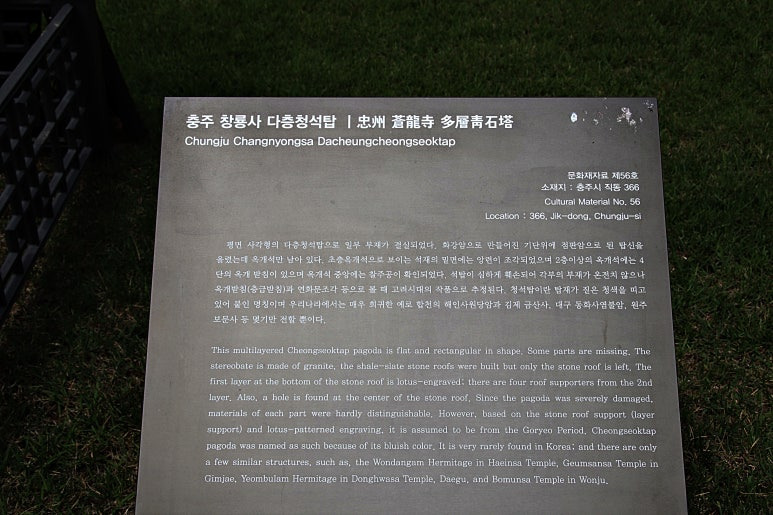 충주 창룡사 다층청석탑 ㅣ忠州 蒼龍寺 多層靑石塔
Chungju Changnyongsa Dacheungcheongseoktap
문화재자료 제56호
소재지 : 충주시 직동 366
Cultural Material No. 56
Location : 366, Jik-dong, Chungju-si
평면 사각형의 다층청석탑으로 일부 부재가 결실되었다. 화강암으로 만들어진 기단위에 점판암으로 된 탑신을
올렸는데 옥개석만 남아 있다. 초층옥개석으로 보이는 석재의 밑면에는 앙련이 조각되었으며 2층이상의 옥개석에는 4
단의 옥개 받침이 있으며 옥개석 중앙에는 찰주공이 확인되었다. 석탑이 심하게 훼손되어 각부의 부재가 온전치 않으나
옥개받침(층급받침)과 연화문조각 등으로 볼 때 고려시대의 작품으로 추정된다. 청석탑이란 탑재가 짙은 청색을 띠고
있어 붙인 명칭이며 우리나라에서는 매우 희귀한 예로 합천의 해인사원당암과 김제 금산사, 대구 동화사염불암, 원주
보문사 등 몇기만 전할 뿐이다.
This multilayered Cheongseoktap pagoda is flat and rectangular in shape. Some parts are missing. The
stereobate is made of granite, the shale-slate stone roofs were built but only the stone roof is left. The
first layer at the bottom of the stone roof is lotus-engraved; there are four roof supporters from the 2nd
layer. Also, a hole is found at the center of the stone roof. Since the pagoda was severely damaged,
materials of each part were hardly distinguishable. However, based on the stone roof support (layer
support) and lotus-patterned engraving, it is assumed to be from the Goryeo Period. Cheongseoktap
pagoda was named as such because of its bluish color. It is very rarely found in Korea; and there are only
a few similar structures, such as, the Wondangam Hermitage in Haeinsa Temple, Geumsansa Temple in
Gimjae, Yeombulam Hermitage in Donghwasa Temple, Daegu, and Bomunsa Temple in Wonju.